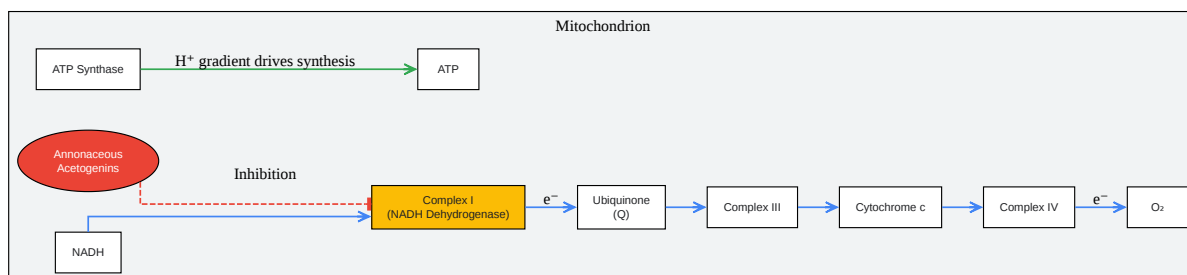 Mitochondrion
H⁺ gradient drives synthesis
ATP Synthase
ATP
Annonaceous
Acetogenins
Inhibition
Complex I
(NADH Dehydrogenase)
e⁻
Ubiquinone
(Q)
Complex III
Cytochrome c
Complex IV
e⁻
O₂
NADH